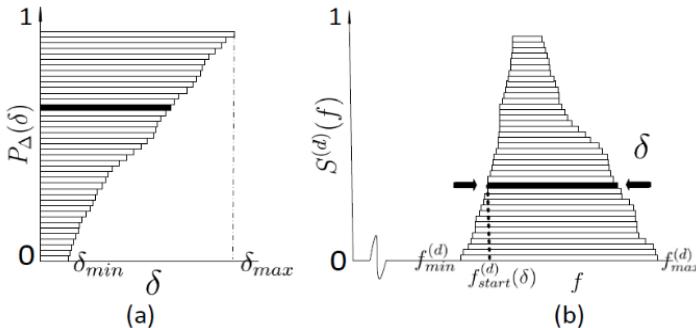 1
P_Δ(δ)
0
δ_min
δ_max
δ
(a)
1
S^(d)(f)
δ
0
f_min^(d)
f_start^(d)(δ)
f
f_max^(d)
(b)